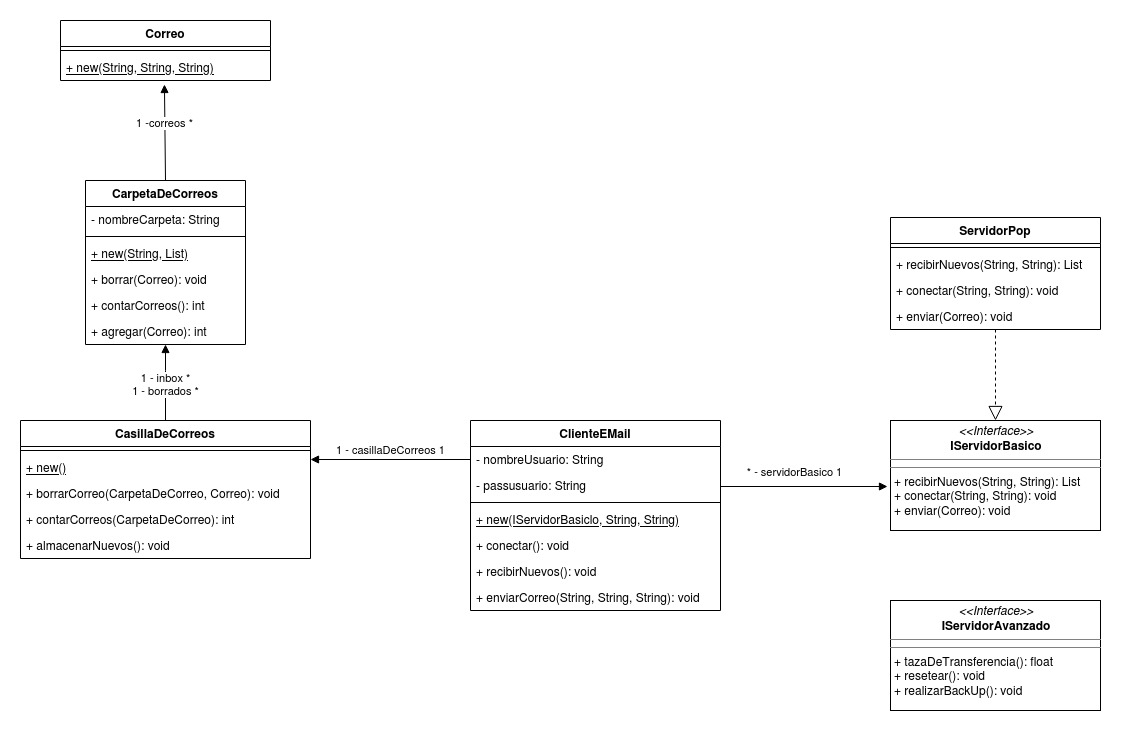 Correo
+ new(String, String, String)
1 -correos *
CarpetaDeCorreos
- nombreCarpeta: String
+ new(String, List)
+ borrar(Correo): void
+ contarCorreos(): int
+ agregar(Correo): int
1 - inbox *
1 - borrados *
CasillaDeCorreos
+ new()
+ borrarCorreo(CarpetaDeCorreo, Correo): void
+ contarCorreos(CarpetaDeCorreo): int
+ almacenarNuevos(): void
1 - casillaDeCorreos 1
ClienteEMail
- nombreUsuario: String
- passusuario: String
+ new(IServidorBasiclo, String, String)
+ conectar(): void
+ recibirNuevos(): void
+ enviarCorreo(String, String, String): void
* - servidorBasico 1
ServidorPop
+ recibirNuevos(String, String): List
+ conectar(String, String): void
+ enviar(Correo): void
<<Interface>>
IServidorBasico
+ recibirNuevos(String, String): List
+ conectar(String, String): void
+ enviar(Correo): void
<<Interface>>
IServidorAvanzado
+ tazaDeTransferencia(): float
+ resetear(): void
+ realizarBackUp(): void